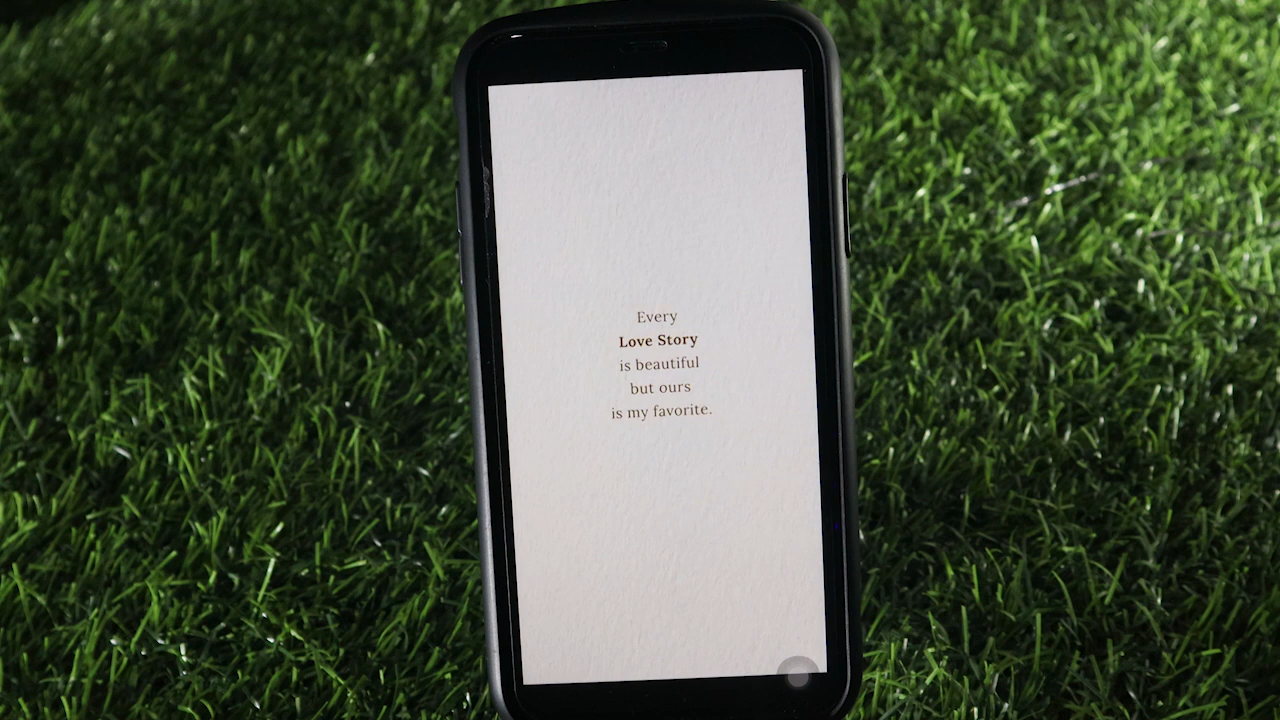 Every
Love Story
is beautiful
but ours
is my favorite.